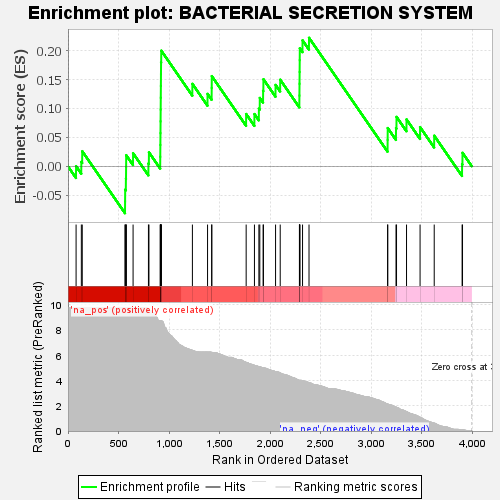 Enrichment plot: BACTERIAL SECRETION SYSTEM
Enrichment score (ES)
0.20
0.15
0.10
0.05
0.00
-0.05
'na_pos' (positively correlated)
Ranked list metric (PreRanked)
10
8
6
4
2
0
Zero cross at
'na_neg' (negatively correlated)
0
500
1,000
1,500
2,000
2,500
3,000
3,500
4,000
Rank in Ordered Dataset
Enrichment profile
Hits
Ranking metric scores